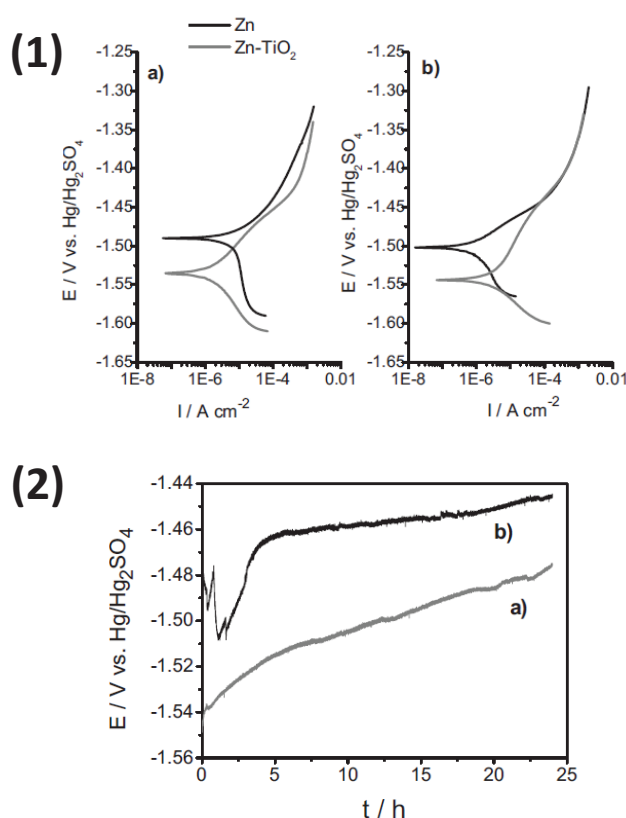 (1)
Zn
Zn-TiO2
a)
-1.25
-1.30
-1.35
-1.40
-1.45
-1.50
-1.55
-1.60
-1.65
E / V vs. Hg/Hg2SO4
1E-8 1E-6 1E-4 0.01
I / A cm-2
b)
-1.25
-1.30
-1.35
-1.40
-1.45
-1.50
-1.55
-1.60
-1.65
E / V vs. Hg/Hg2SO4
1E-8 1E-6 1E-4 0.01
I / A cm-2
(2)
-1.44
-1.46
-1.48
-1.50
-1.52
-1.54
-1.56
E / V vs. Hg/Hg2SO4
b)
a)
0 5 10 15 20 25
t / h